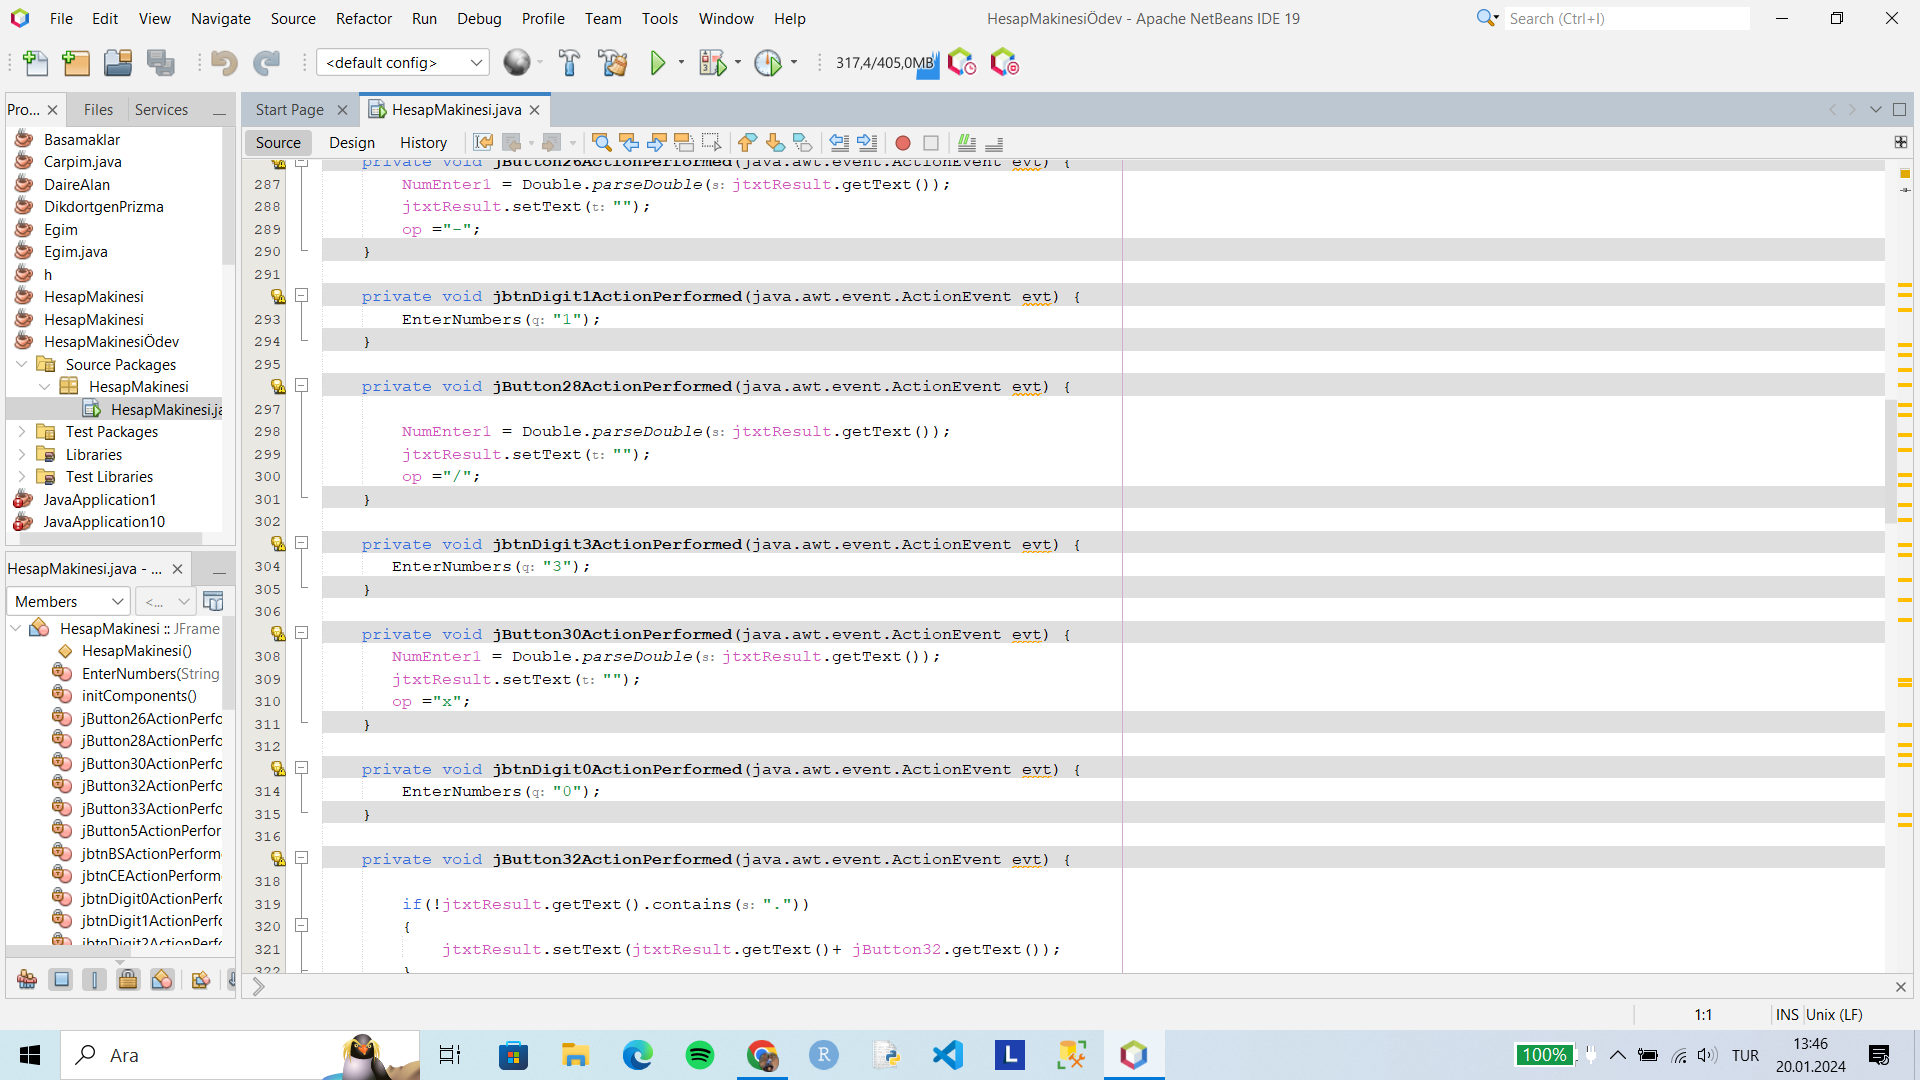 File Edit View Navigate Source Refactor Run Debug Profile Team Tools Window Help
HesapMakinesiÖdev - Apache NetBeans IDE 19
Search (Ctrl+I)
<default config>
317,4/405,0MB
Pro... Files Services
Basamaklar
Carpim.java
DaireAlan
DikdortgenPrizma
Egim
Egim.java
h
HesapMakinesi
HesapMakinesi
HesapMakinesiÖdev
Source Packages
HesapMakinesi
HesapMakinesi.ja
Test Packages
Libraries
Test Libraries
JavaApplication1
JavaApplication10
HesapMakinesi.java - ...
Members <...
HesapMakinesi :: JFrame
HesapMakinesi()
EnterNumbers(String
initComponents()
jButton26ActionPerfo
jButton28ActionPerfo
jButton30ActionPerfo
jButton32ActionPerfo
jButton33ActionPerfo
jButton5ActionPerfor
jbtnBSActionPerform
jbtnCEActionPerform
jbtnDigit0ActionPerfo
jbtnDigit1ActionPerfo
jbtnDigit2ActionPerfo
Start Page HesapMakinesi.java
Source Design History
private void jButton26ActionPerformed(java.awt.event.ActionEvent evt) {
287 NumEnter1 = Double.parseDouble(s: jtxtResult.getText());
288 jtxtResult.setText(t: "");
289 op ="-";
290 }
291
private void jbtnDigit1ActionPerformed(java.awt.event.ActionEvent evt) {
293 EnterNumbers(q: "1");
294 }
295
private void jButton28ActionPerformed(java.awt.event.ActionEvent evt) {
297
298 NumEnter1 = Double.parseDouble(s: jtxtResult.getText());
299 jtxtResult.setText(t: "");
300 op ="/";
301 }
302
private void jbtnDigit3ActionPerformed(java.awt.event.ActionEvent evt) {
304 EnterNumbers(q: "3");
305 }
306
private void jButton30ActionPerformed(java.awt.event.ActionEvent evt) {
308 NumEnter1 = Double.parseDouble(s: jtxtResult.getText());
309 jtxtResult.setText(t: "");
310 op ="x";
311 }
312
private void jbtnDigit0ActionPerformed(java.awt.event.ActionEvent evt) {
314 EnterNumbers(q: "0");
315 }
316
private void jButton32ActionPerformed(java.awt.event.ActionEvent evt) {
318
319 if(!jtxtResult.getText().contains(s: "."))
320 {
321 jtxtResult.setText(jtxtResult.getText()+ jButton32.getText());
322 }
1:1 INS Unix (LF)
Ara
100%
TUR
13:46
20.01.2024